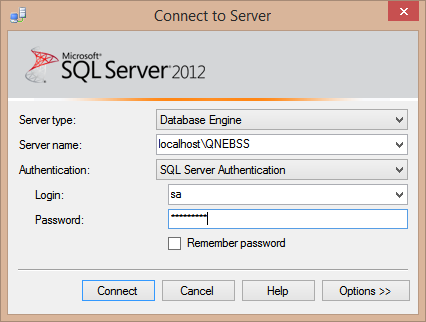 Connect to Server
Microsoft
SQL Server 2012
Server type: Database Engine
Server name: localhost\QNEBSS
Authentication: SQL Server Authentication
Login: sa
Password: *********
Remember password
Connect Cancel Help Options >>